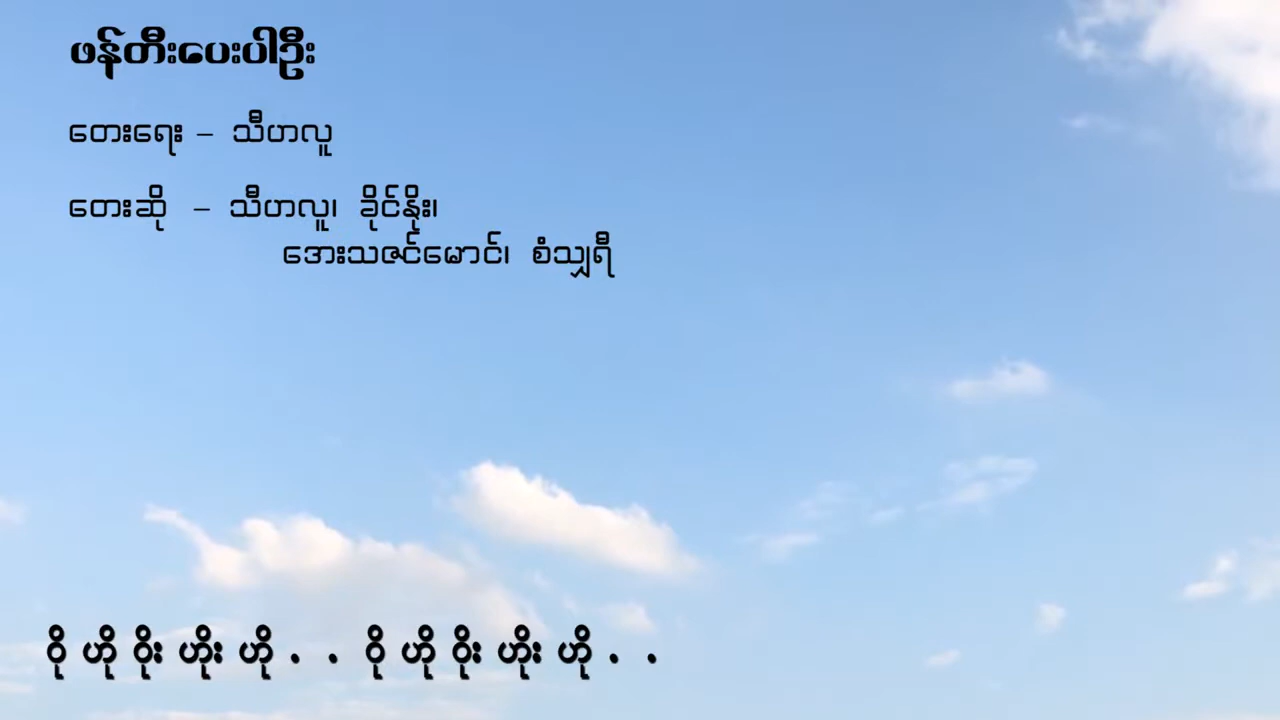 ဖန်တီးပေးပါဦး
တေးရေး – သီဟလူ
တေးဆို – သီဟလူ၊ ခိုင်နိုး၊
အေးသဇင်မောင်၊ စံသျှရီ
ဝို ဟို ဝိုး ဟိုး ဟို . . ဝို ဟို ဝိုး ဟိုး ဟို . .